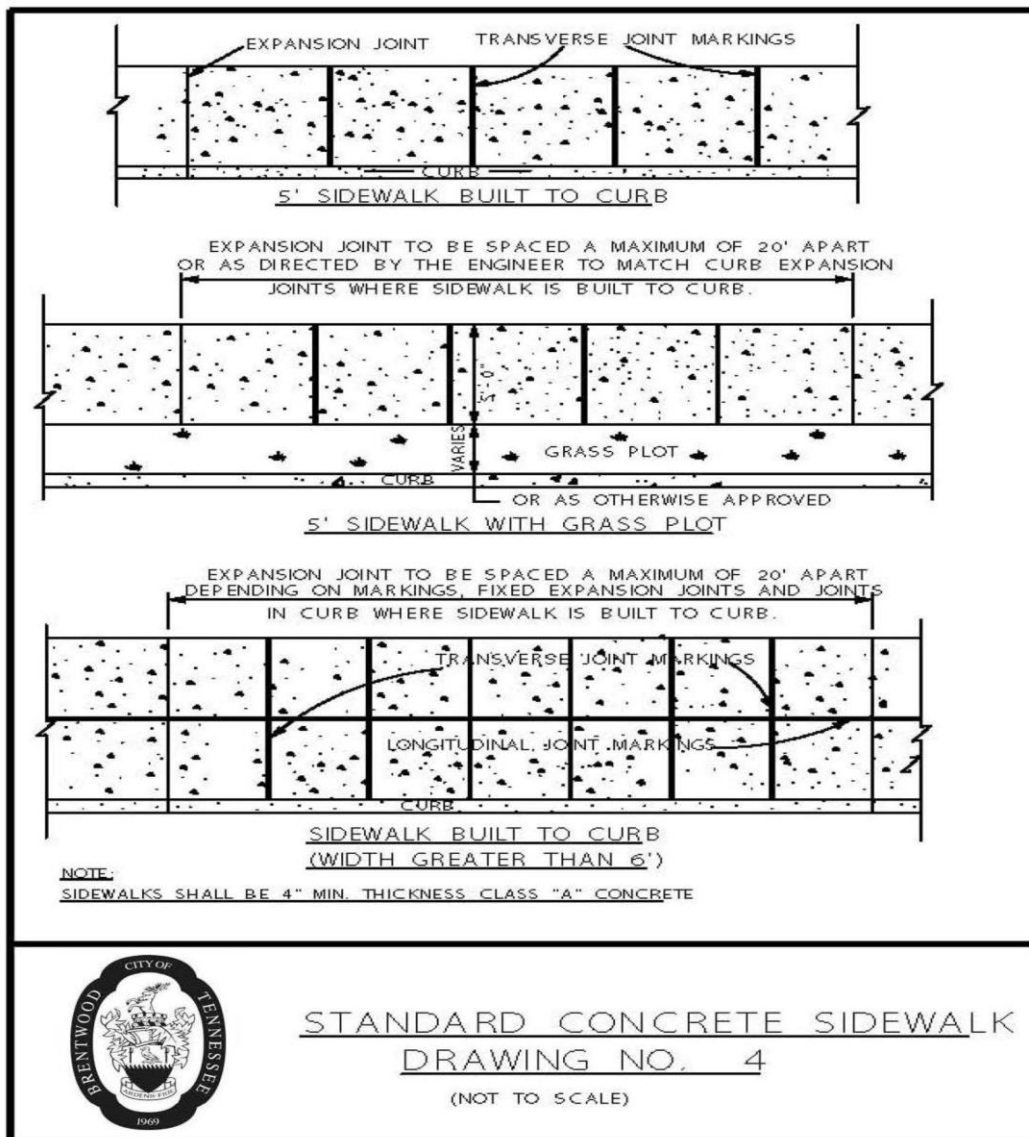 EXPANSION JOINT
TRANSVERSE JOINT MARKINGS
CURB
5' SIDEWALK BUILT TO CURB
EXPANSION JOINT TO BE SPACED A MAXIMUM OF 20' APART
OR AS DIRECTED BY THE ENGINEER TO MATCH CURB EXPANSION
JOINTS WHERE SIDEWALK IS BUILT TO CURB.
5'-0"
VARIES
GRASS PLOT
CURB
OR AS OTHERWISE APPROVED
5' SIDEWALK WITH GRASS PLOT
EXPANSION JOINT TO BE SPACED A MAXIMUM OF 20' APART
DEPENDING ON MARKINGS, FIXED EXPANSION JOINTS AND JOINTS
IN CURB WHERE SIDEWALK IS BUILT TO CURB.
TRANSVERSE JOINT MARKINGS
LONGITUDINAL JOINT MARKINGS
CURB
SIDEWALK BUILT TO CURB
(WIDTH GREATER THAN 6')
NOTE:
SIDEWALKS SHALL BE 4" MIN. THICKNESS CLASS "A" CONCRETE
CITY OF
BRENTWOOD
TENNESSEE
1969
STANDARD CONCRETE SIDEWALK
DRAWING NO. 4
(NOT TO SCALE)